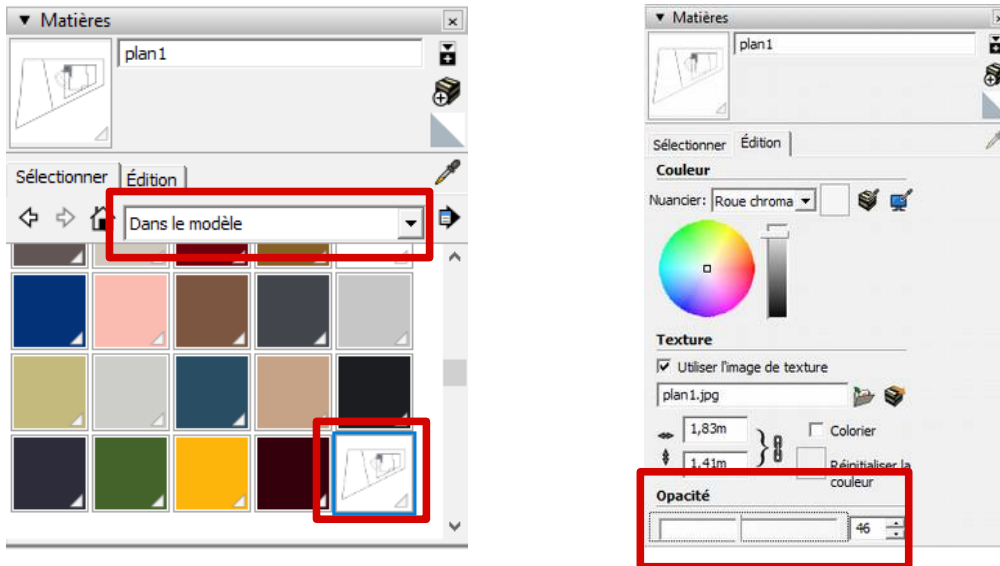 Matières
plan1
Sélectionner
Édition
Dans le modèle
Matières
plan1
Sélectionner
Édition
Couleur
Nuancier: Roue chroma
Texture
Utiliser l'image de texture
plan1.jpg
1,83m
Colorier
1,41m
Réinitialiser la
couleur
Opacité
46